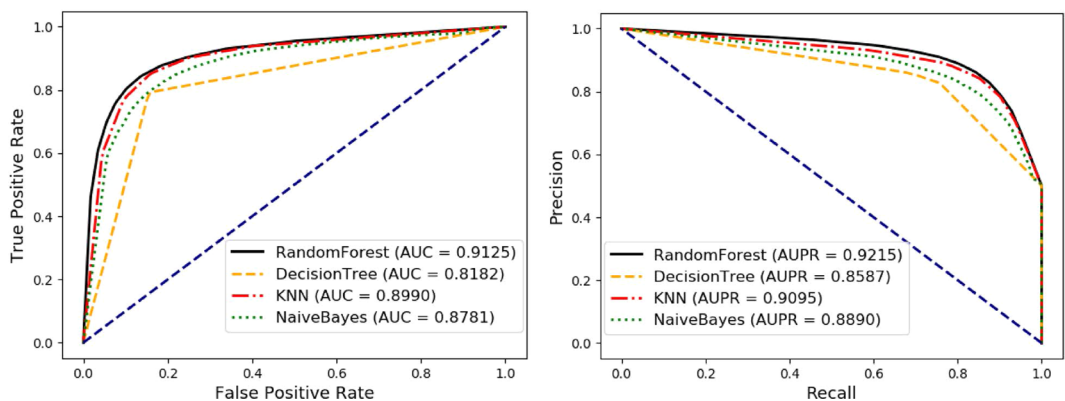 1.0
0.8
0.6
0.4
0.2
0.0
True Positive Rate
RandomForest (AUC = 0.9125)
DecisionTree (AUC = 0.8182)
KNN (AUC = 0.8990)
NaiveBayes (AUC = 0.8781)
0.0 0.2 0.4 0.6 0.8 1.0
False Positive Rate
1.0
0.8
0.6
0.4
0.2
0.0
Precision
RandomForest (AUPR = 0.9215)
DecisionTree (AUPR = 0.8587)
KNN (AUPR = 0.9095)
NaiveBayes (AUPR = 0.8890)
0.0 0.2 0.4 0.6 0.8 1.0
Recall